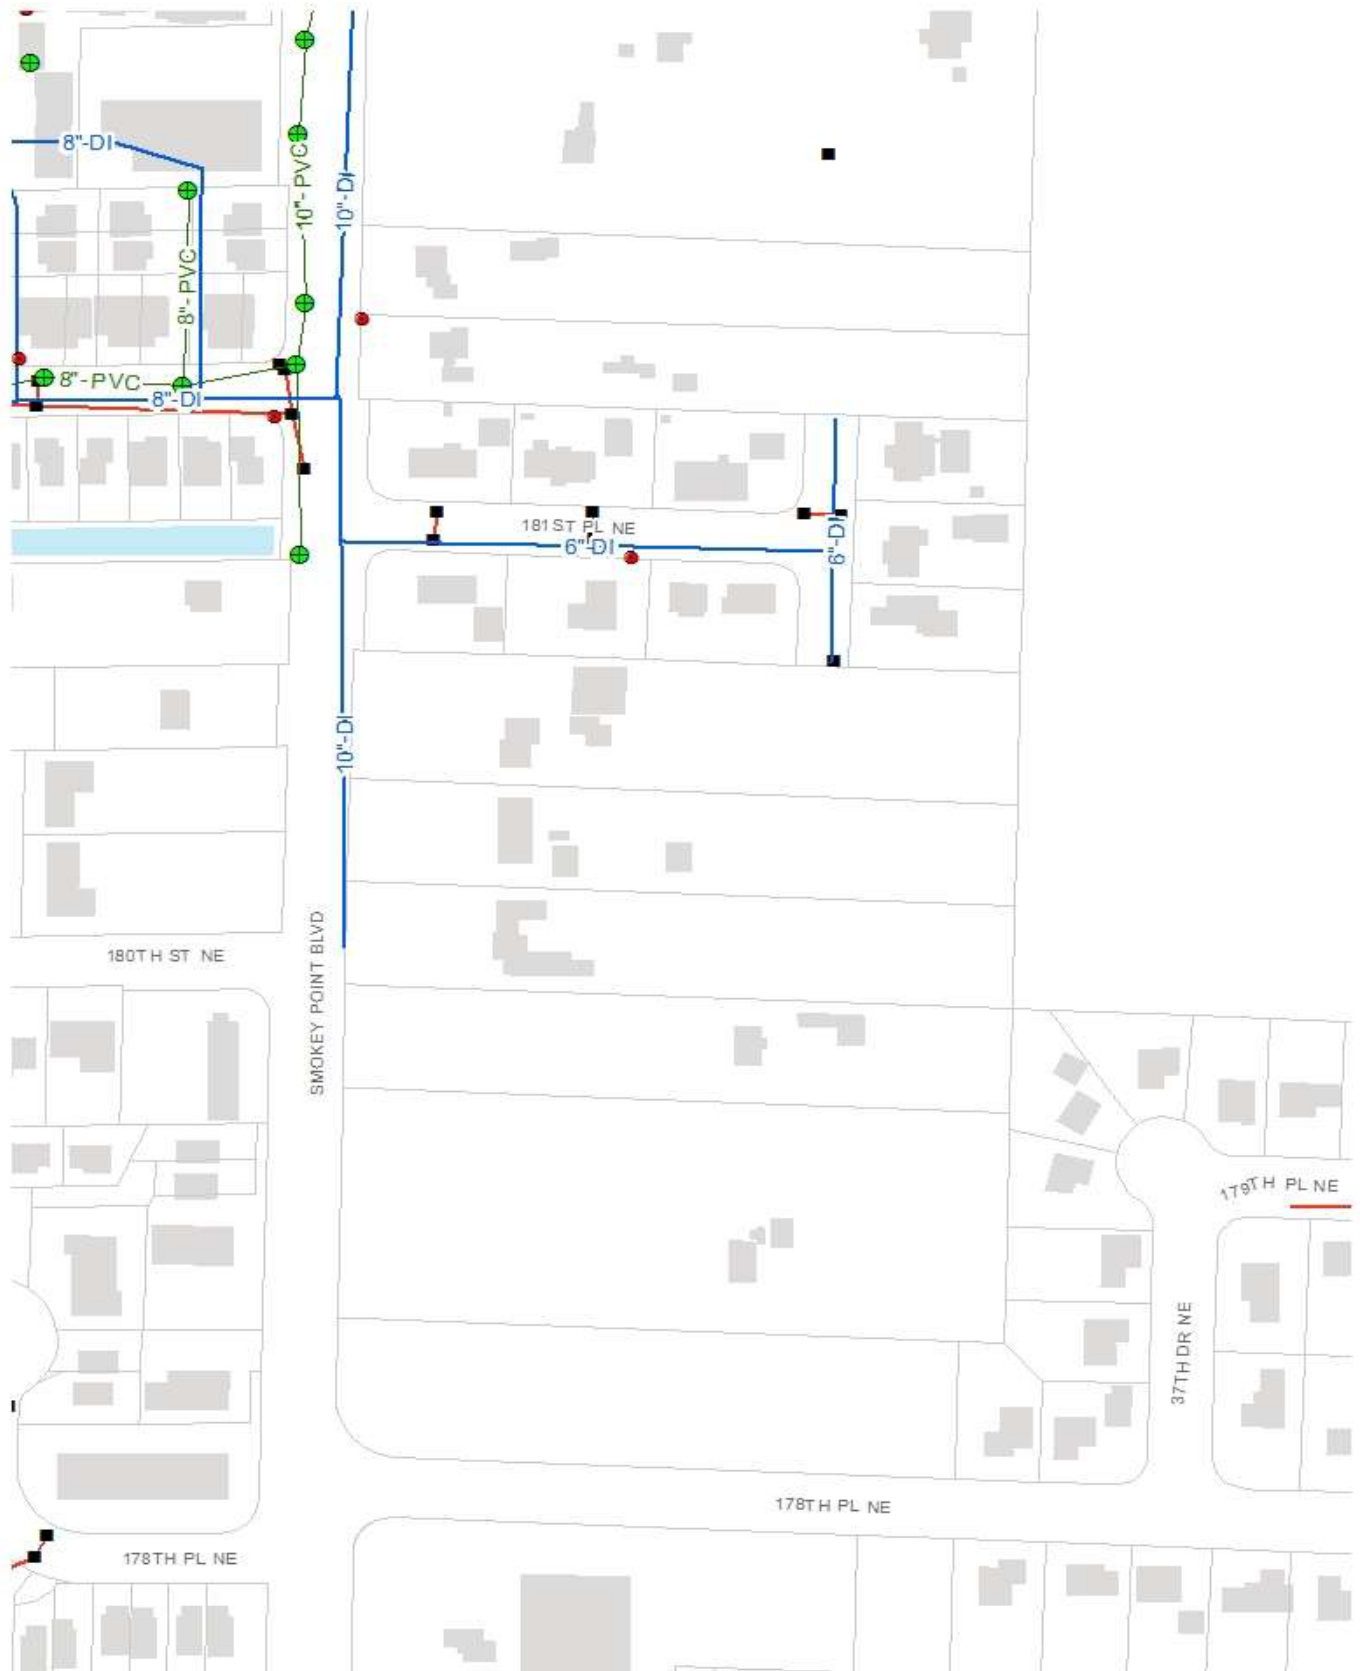 8"-DI
10"-PVC
10"-DI
8"-PVC
8"-PVC
8"-DI
181ST PL NE
6"-DI
6"-DI
10"-DI
180TH ST NE
SMOKEY POINT BLVD
179TH PL NE
37TH DR NE
178TH PL NE
178TH PL NE